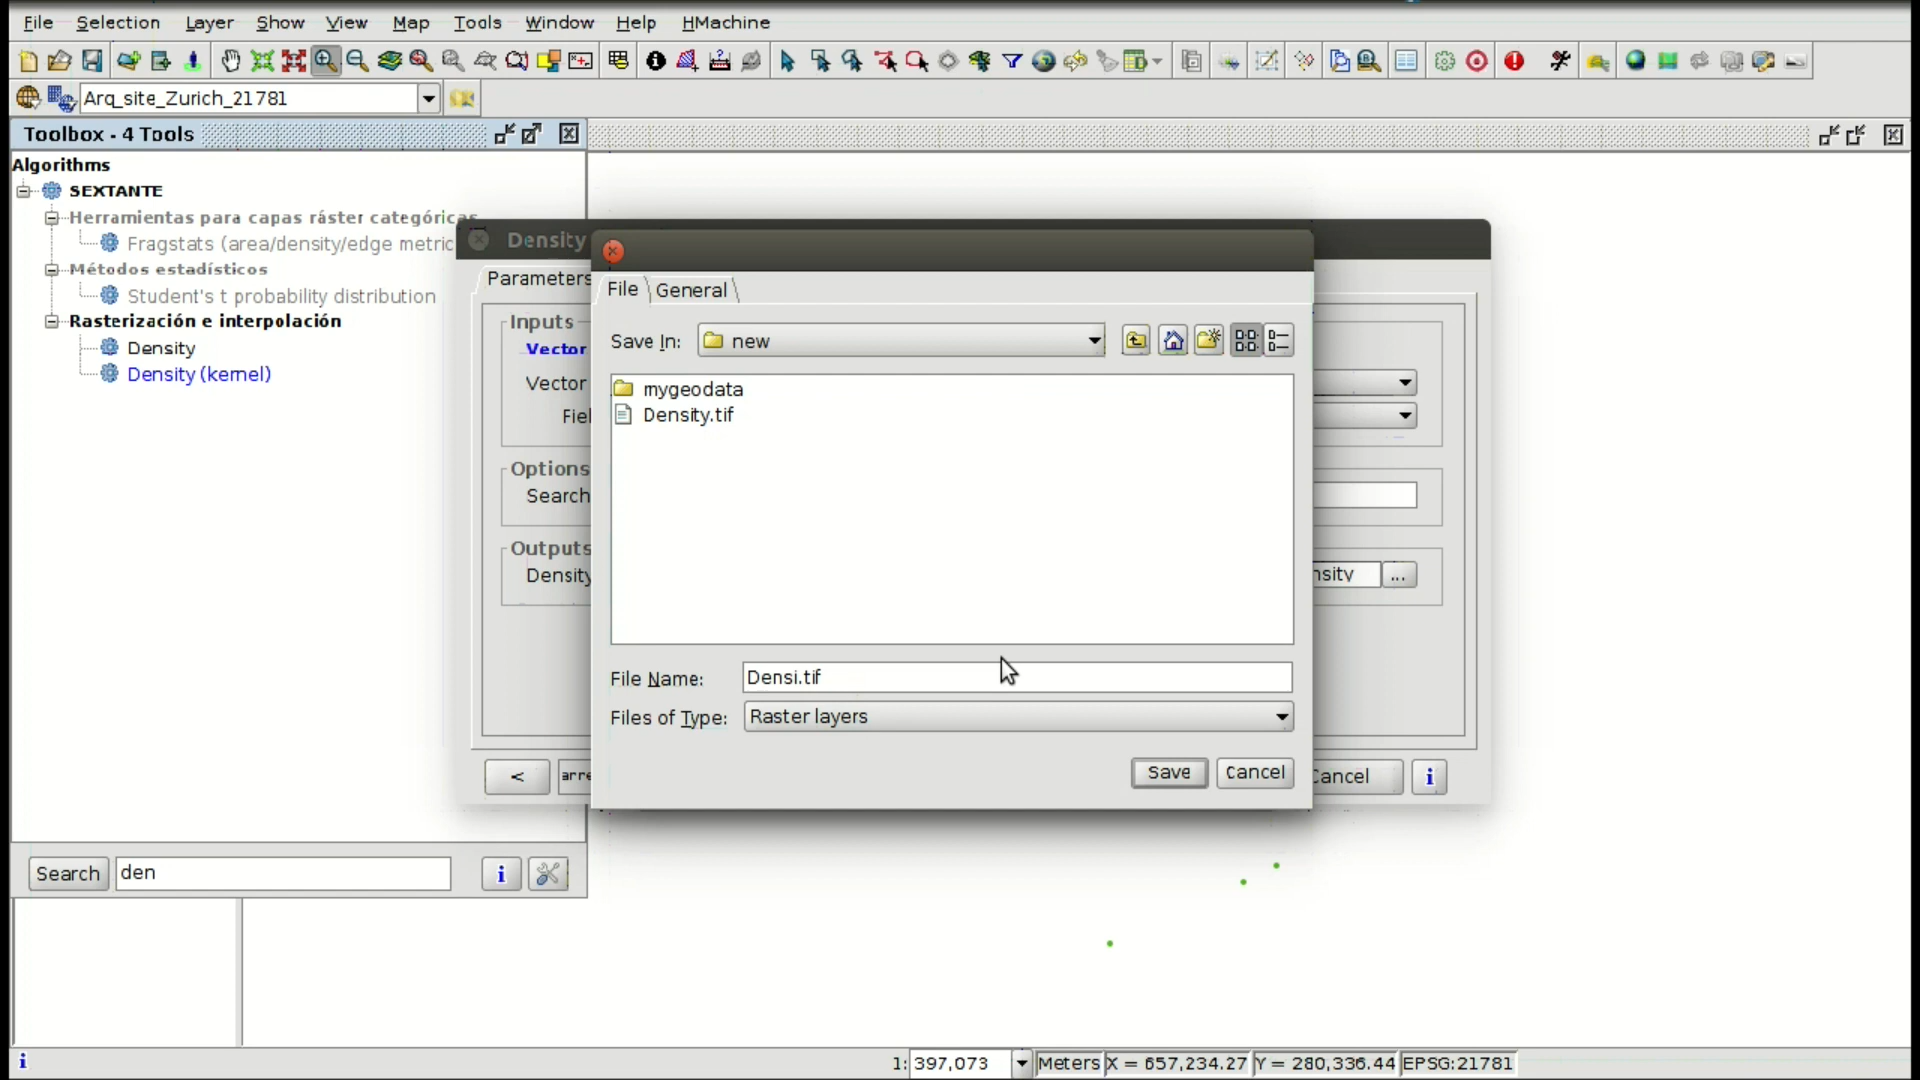 File Selection Layer Show View Map Tools Window Help HMachine
Arq_site_Zurich_21781
Toolbox - 4 Tools
Algorithms
SEXTANTE
Herramientas para capas ráster categóricas
Fragstats (area/density/edge metric
Métodos estadísticos
Student's t probability distribution
Rasterización e interpolación
Density
Density (kernel)
Density
Parameters
Inputs
Vector
Vector
Options
Search
Outputs
Density
nsity ...
< Cancel i
File General
Save In: new
mygeodata
Density.tif
File Name: Densi.tif
Files of Type: Raster layers
Save Cancel
Search den i
i 1: 397,073 Meters X = 657,234.27 Y = 280,336.44 EPSG:21781